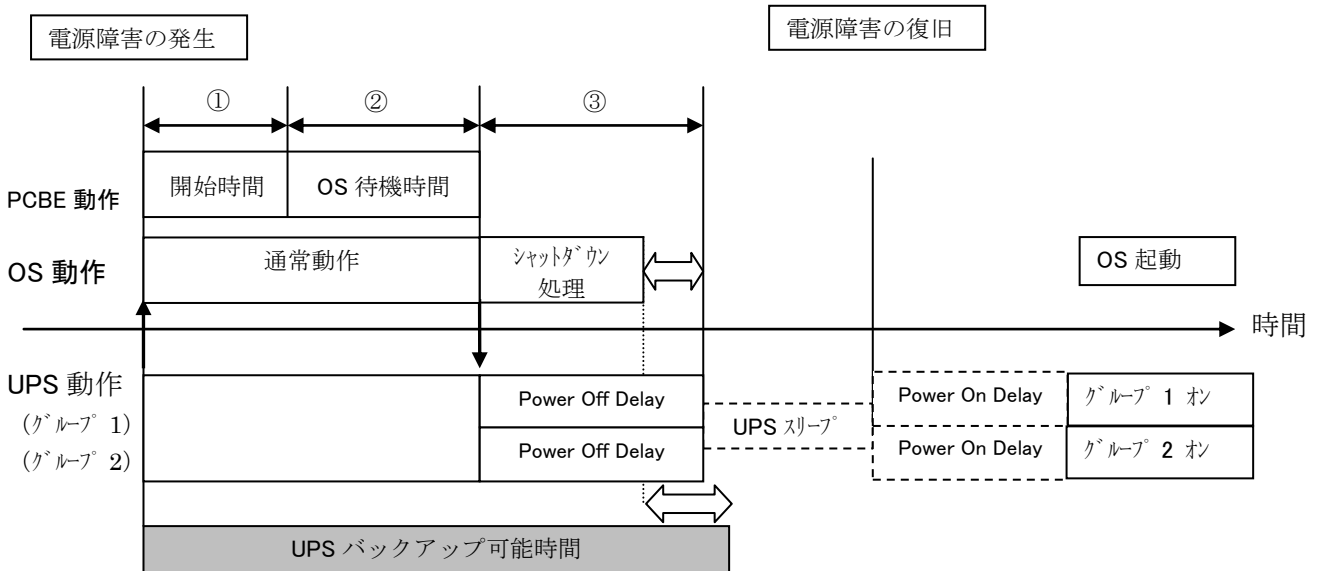 電源障害の発生
電源障害の復旧
① ② ③
PCBE 動作
開始時間
OS 待機時間
OS 動作
通常動作
ｼｬｯﾄﾀﾞｳﾝ
処理
OS 起動
時間
UPS 動作
(ｸﾞﾙｰﾌﾟ 1)
(ｸﾞﾙｰﾌﾟ 2)
Power Off Delay
Power Off Delay
UPS ｽﾘｰﾌﾟ
Power On Delay
Power On Delay
ｸﾞﾙｰﾌﾟ 1 ｵﾝ
ｸﾞﾙｰﾌﾟ 2 ｵﾝ
UPS バックアップ可能時間